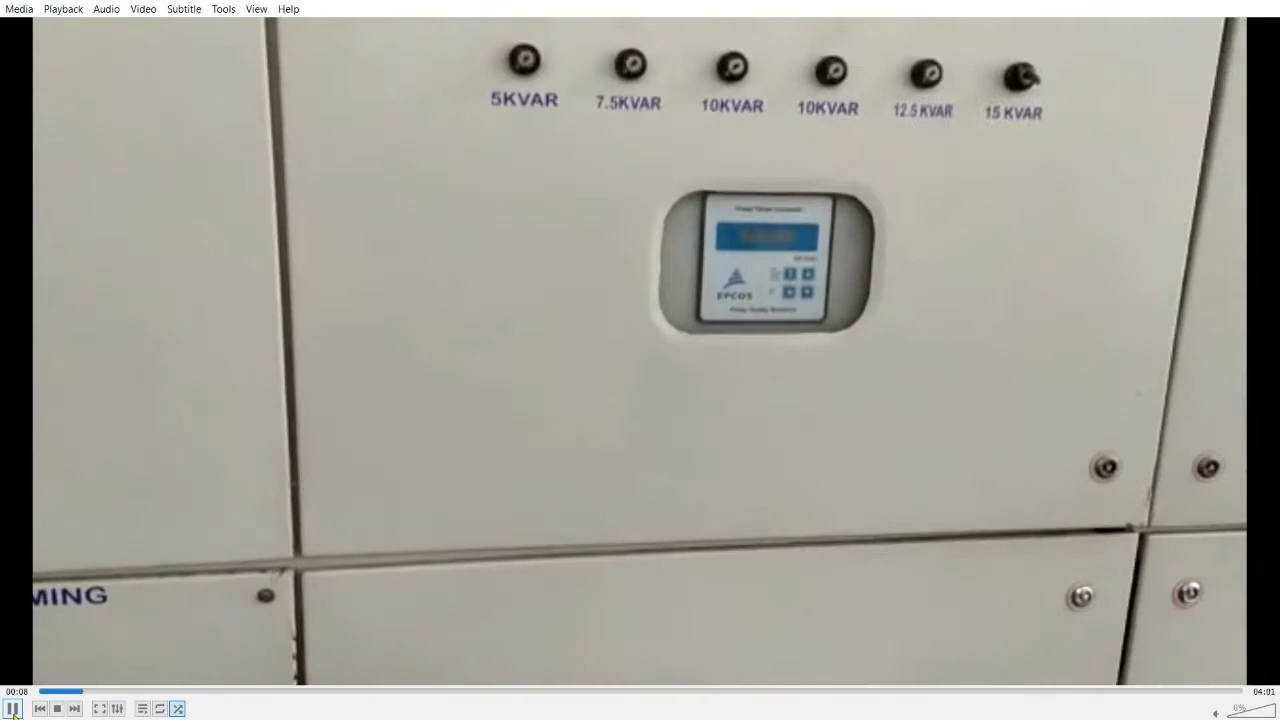 Media Playback Audio Video Subtitle Tools View Help
5KVAR 7.5KVAR 10KVAR 10KVAR 12.5 KVAR 15 KVAR
EPCOS
MING
00:08 04:01
0%